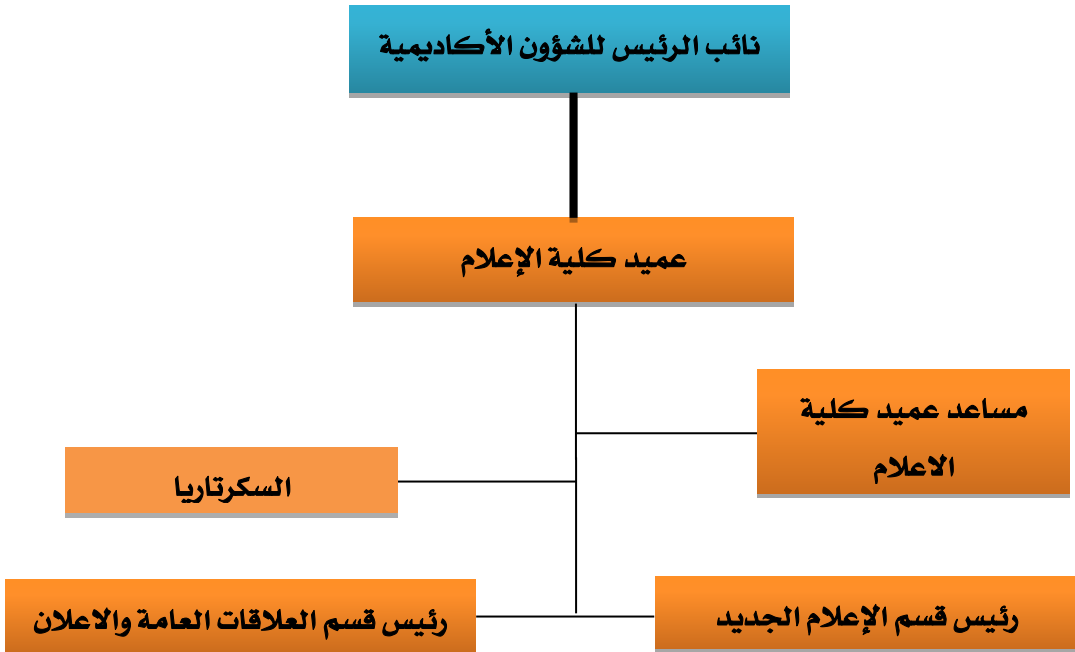 نائب الرئيس للشؤون الأكاديمية
عميد كلية الإعلام
مساعد عميد كلية
الاعلام
السكرتاريا
رئيس قسم الإعلام الجديد
رئيس قسم العلاقات العامة والاعلان